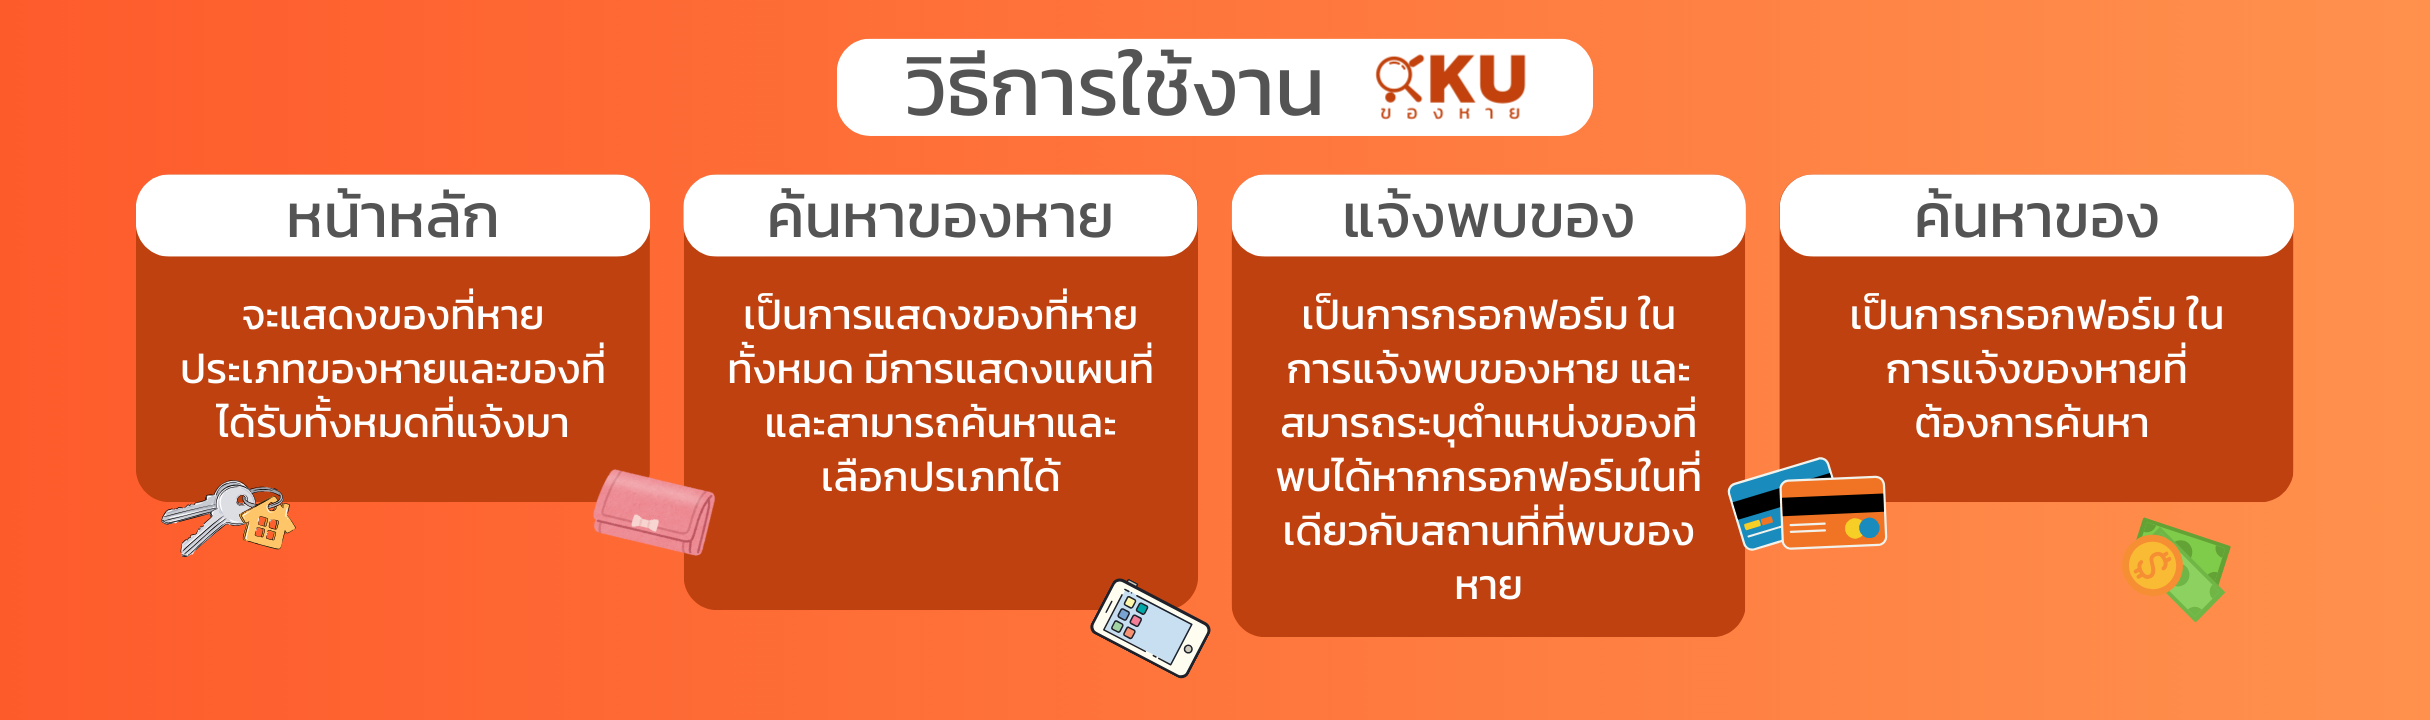 วิธีการใช้งาน
KU
ของหาย
หน้าหลัก
จะแสดงของที่หาย
ประเภทของหายและของที่
ได้รับทั้งหมดที่แจ้งมา
ค้นหาของหาย
เป็นการแสดงของที่หาย
ทั้งหมด มีการแสดงแผนที่
และสามารถค้นหาและ
เลือกปรเภทได้
แจ้งพบของ
เป็นการกรอกฟอร์ม ใน
การแจ้งพบของหาย และ
สมารถระบุตำแหน่งของที่
พบได้หากกรอกฟอร์มในที่
เดียวกับสถานที่ที่พบของ
หาย
ค้นหาของ
เป็นการกรอกฟอร์ม ใน
การแจ้งของหายที่
ต้องการค้นหา